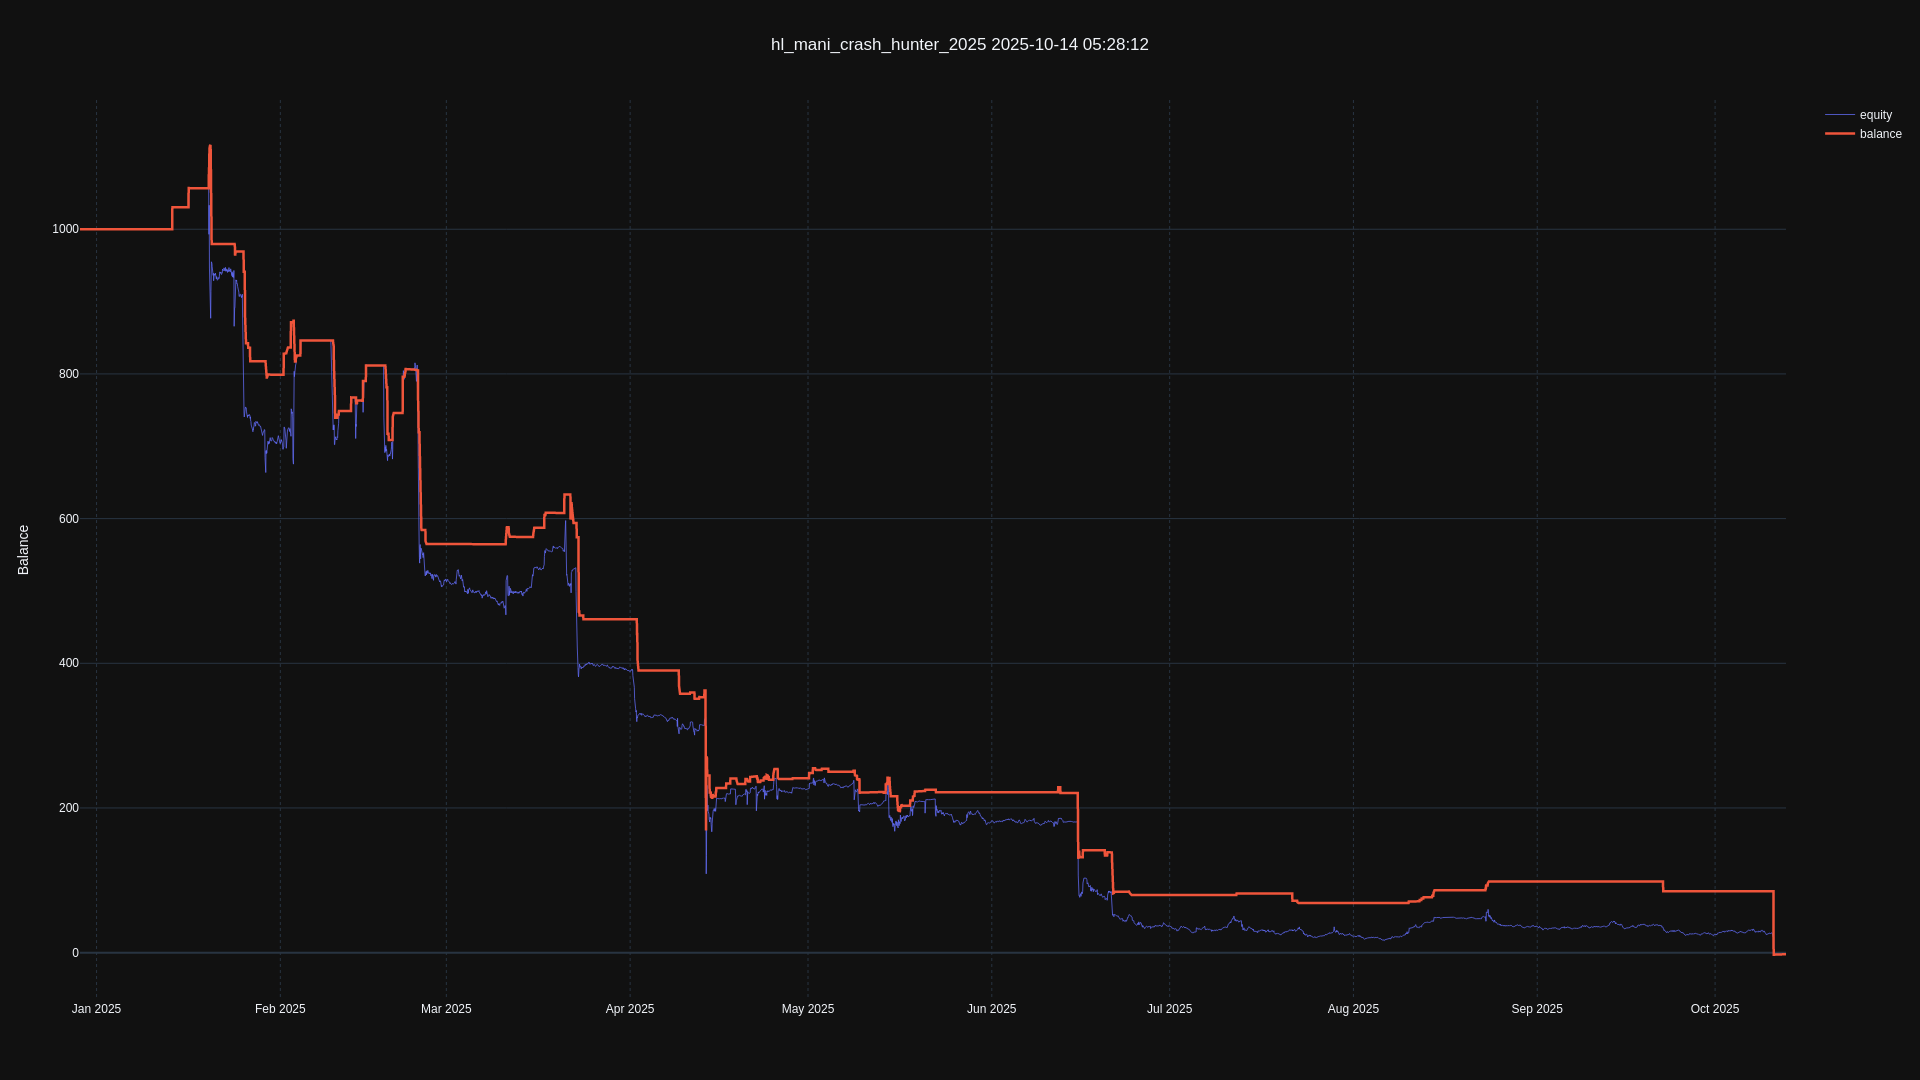 hl_mani_crash_hunter_2025 2025-10-14 05:28:12
equity
balance
Balance
1000
800
600
400
200
0
Jan 2025
Feb 2025
Mar 2025
Apr 2025
May 2025
Jun 2025
Jul 2025
Aug 2025
Sep 2025
Oct 2025